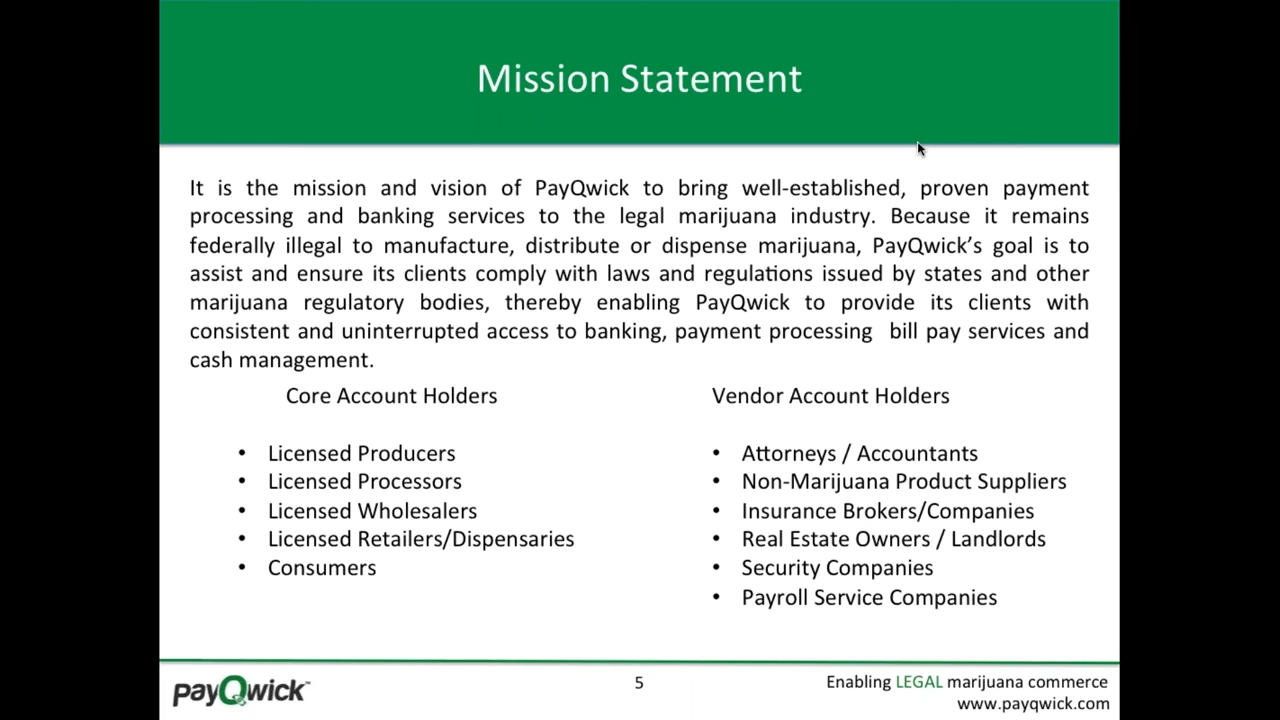 Mission Statement
It is the mission and vision of PayQwick to bring well-established, proven payment
processing and banking services to the legal marijuana industry. Because it remains
federally illegal to manufacture, distribute or dispense marijuana, PayQwick’s goal is to
assist and ensure its clients comply with laws and regulations issued by states and other
marijuana regulatory bodies, thereby enabling PayQwick to provide its clients with
consistent and uninterrupted access to banking, payment processing  bill pay services and
cash management.
Core Account Holders
• Licensed Producers
• Licensed Processors
• Licensed Wholesalers
• Licensed Retailers/Dispensaries
• Consumers
Vendor Account Holders
• Attorneys / Accountants
• Non-Marijuana Product Suppliers
• Insurance Brokers/Companies
• Real Estate Owners / Landlords
• Security Companies
• Payroll Service Companies
payQwick™
5
Enabling LEGAL marijuana commerce
www.payqwick.com